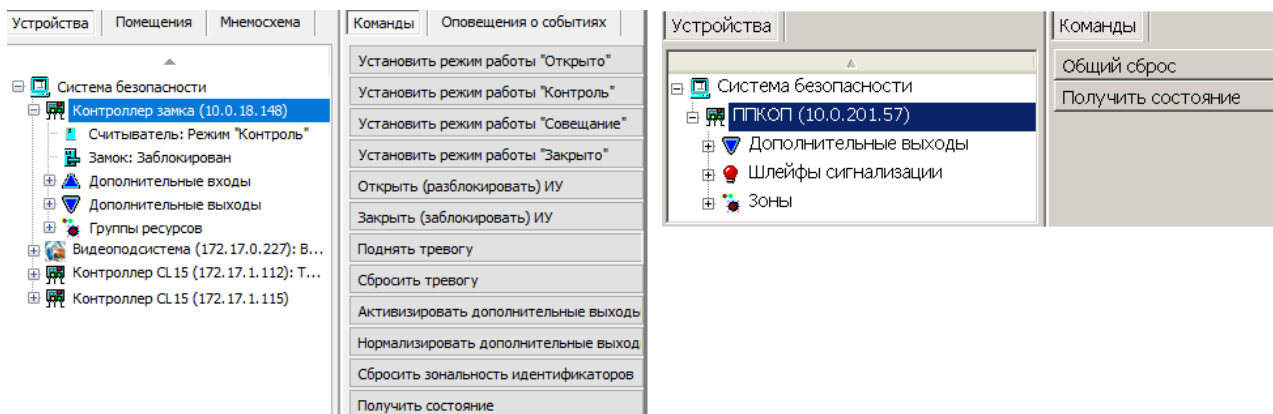 Устройства Помещения Мнемосхема
Система безопасности
Контроллер замка (10.0.18.148)
Считыватель: Режим "Контроль"
Замок: Заблокирован
Дополнительные входы
Дополнительные выходы
Группы ресурсов
Видеоподсистема (172.17.0.227): В...
Контроллер CL15 (172.17.1.112): Т...
Контроллер CL15 (172.17.1.115)
Команды Оповещения о событиях
Установить режим работы "Открыто"
Установить режим работы "Контроль"
Установить режим работы "Совещание"
Установить режим работы "Закрыто"
Открыть (разблокировать) ИУ
Закрыть (заблокировать) ИУ
Поднять тревогу
Сбросить тревогу
Активизировать дополнительные выходы
Нормализировать дополнительные выход
Сбросить зональность идентификаторов
Получить состояние
Устройства
Система безопасности
ППКОП (10.0.201.57)
Дополнительные выходы
Шлейфы сигнализации
Зоны
Команды
Общий сброс
Получить состояние